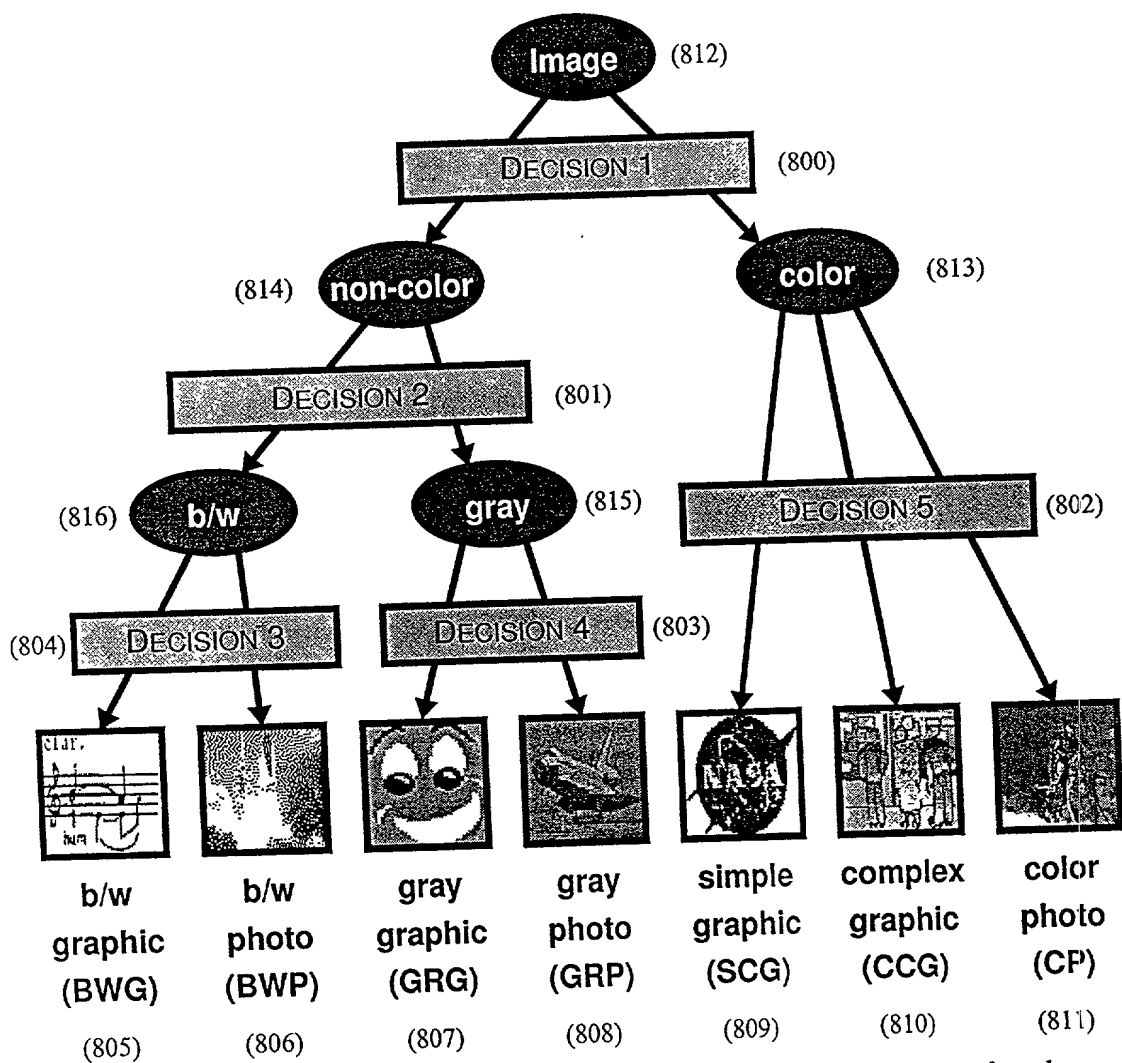 Image (812)
DECISION 1 (800)
(814) non-color color (813)
DECISION 2 (801)
(816) b/w gray (815)
DECISION 5 (802)
(804) DECISION 3 DECISION 4 (803)
clar.
b/w b/w gray gray simple complex color
graphic photo graphic photo graphic graphic photo
(BWG) (BWP) (GRG) (GRP) (SCG) (CCG) (CP)
(805) (806) (807) (808) (809) (810) (811)